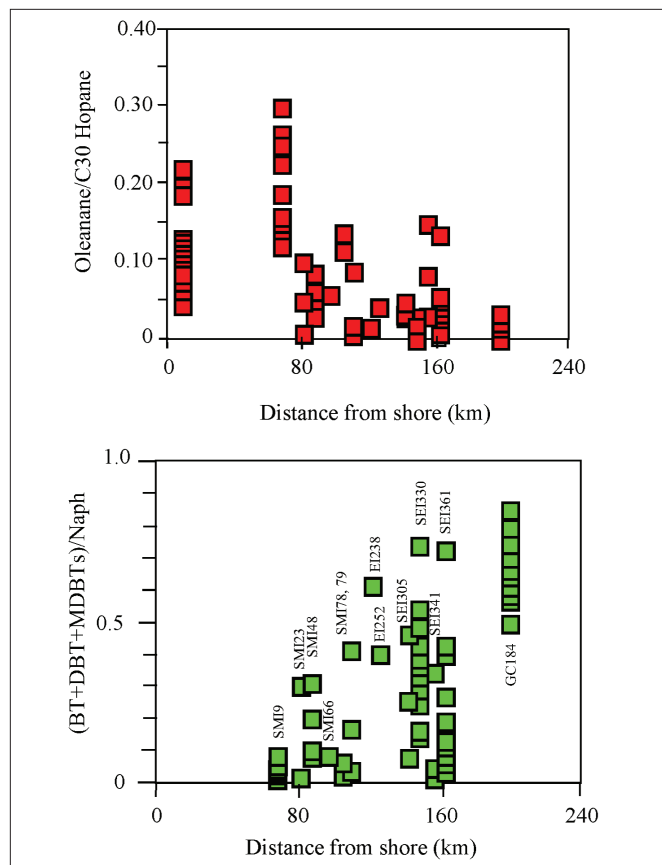 0.40
0.30
0.20
0.10
0
Oleanane/C30 Hopane
0 80 160 240
Distance from shore (km)
1.0
0.5
0
(BT+DBT+MDBTs)/Naph
SMI9
SMI23
SMI48
SMI66
SMI78, 79
EI238
EI252
SEI305
SEI330
SEI341
SEI361
GC184
0 80 160 240
Distance from shore (km)